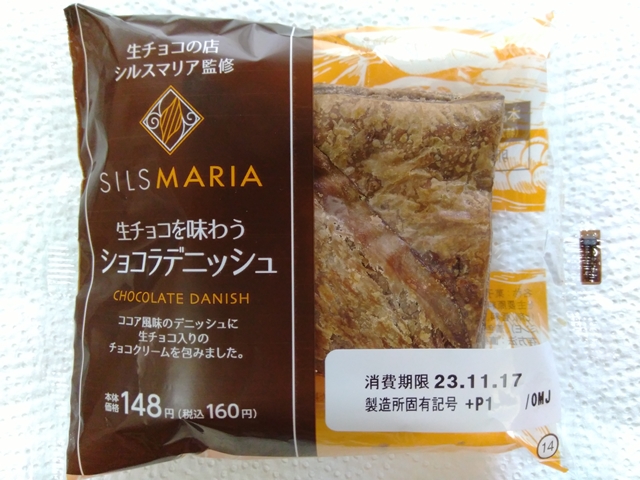 生チョコの店
シルスマリア監修
SILSMARIA
生チョコを味わう
ショコラデニッシュ
CHOCOLATE DANISH
ココア風味のデニッシュに
生チョコ入りの
チョコクリームを包みました。
本体価格 148円(税込160円)
消費期限 23.11.17
製造所固有記号 +P1 /OMJ
14